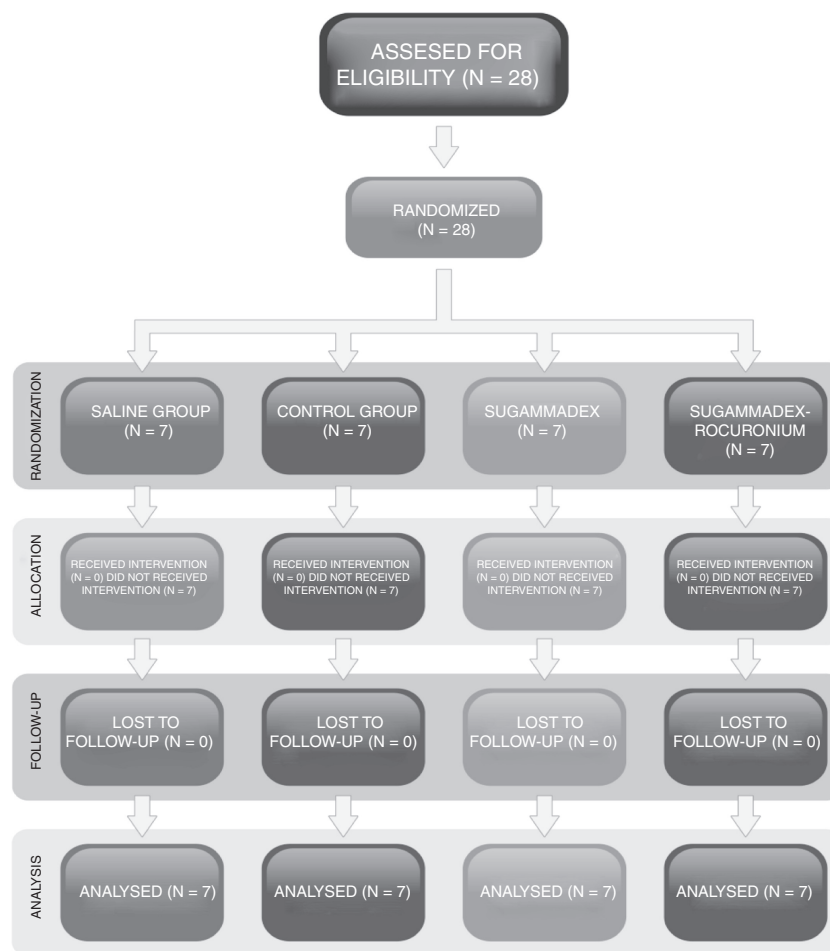 ASSESED FOR
ELIGIBILITY (N = 28)
RANDOMIZED
(N = 28)
RANDOMIZATION
SALINE GROUP
(N = 7)
CONTROL GROUP
(N = 7)
SUGAMMADEX
(N = 7)
SUGAMMADEX-
ROCURONIUM
(N = 7)
ALLOCATION
RECEIVED INTERVENTION
(N = 0) DID NOT RECEIVED
INTERVENTION (N = 7)
RECEIVED INTERVENTION
(N = 0) DID NOT RECEIVED
INTERVENTION (N = 7)
RECEIVED INTERVENTION
(N = 0) DID NOT RECEIVED
INTERVENTION (N = 7)
RECEIVED INTERVENTION
(N = 0) DID NOT RECEIVED
INTERVENTION (N = 7)
FOLLOW-UP
LOST TO
FOLLOW-UP (N = 0)
LOST TO
FOLLOW-UP (N = 0)
LOST TO
FOLLOW-UP (N = 0)
LOST TO
FOLLOW-UP (N = 0)
ANALYSIS
ANALYSED (N = 7)
ANALYSED (N = 7)
ANALYSED (N = 7)
ANALYSED (N = 7)